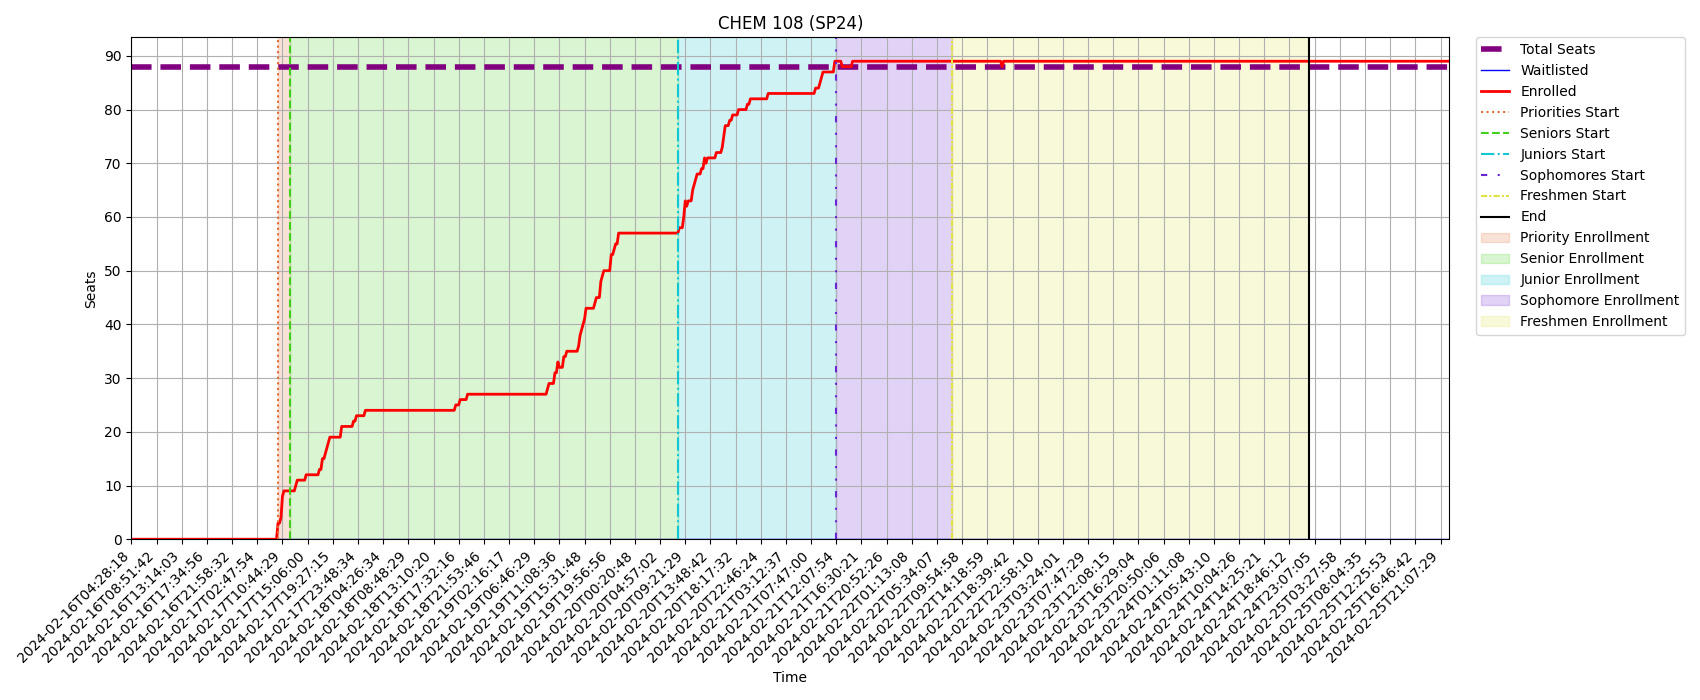 CHEM 108 (SP24)
Seats
90
80
70
60
50
40
30
20
10
0
2024-02-16T04:28:18
2024-02-16T08:51:42
2024-02-16T13:14:03
2024-02-16T17:34:56
2024-02-16T21:58:32
2024-02-17T02:47:54
2024-02-17T10:44:29
2024-02-17T15:06:00
2024-02-17T19:27:15
2024-02-17T23:48:34
2024-02-18T04:26:34
2024-02-18T08:48:29
2024-02-18T13:10:20
2024-02-18T17:32:16
2024-02-18T21:53:46
2024-02-19T02:16:17
2024-02-19T06:46:29
2024-02-19T11:08:36
2024-02-19T15:31:48
2024-02-19T19:56:56
2024-02-20T00:20:48
2024-02-20T04:57:02
2024-02-20T09:21:29
2024-02-20T13:48:42
2024-02-20T18:17:32
2024-02-20T22:46:24
2024-02-21T03:12:37
2024-02-21T07:47:00
2024-02-21T12:07:54
2024-02-21T16:30:21
2024-02-21T20:52:26
2024-02-22T01:13:08
2024-02-22T05:34:07
2024-02-22T09:54:58
2024-02-22T14:18:59
2024-02-22T18:39:42
2024-02-22T22:58:10
2024-02-23T03:24:01
2024-02-23T07:47:29
2024-02-23T12:08:15
2024-02-23T16:29:04
2024-02-23T20:50:06
2024-02-24T01:11:08
2024-02-24T05:43:10
2024-02-24T10:04:26
2024-02-24T14:25:21
2024-02-24T18:46:12
2024-02-24T23:07:05
2024-02-25T03:27:58
2024-02-25T08:04:35
2024-02-25T12:25:53
2024-02-25T16:46:42
2024-02-25T21:07:29
Time
Total Seats
Waitlisted
Enrolled
Priorities Start
Seniors Start
Juniors Start
Sophomores Start
Freshmen Start
End
Priority Enrollment
Senior Enrollment
Junior Enrollment
Sophomore Enrollment
Freshmen Enrollment